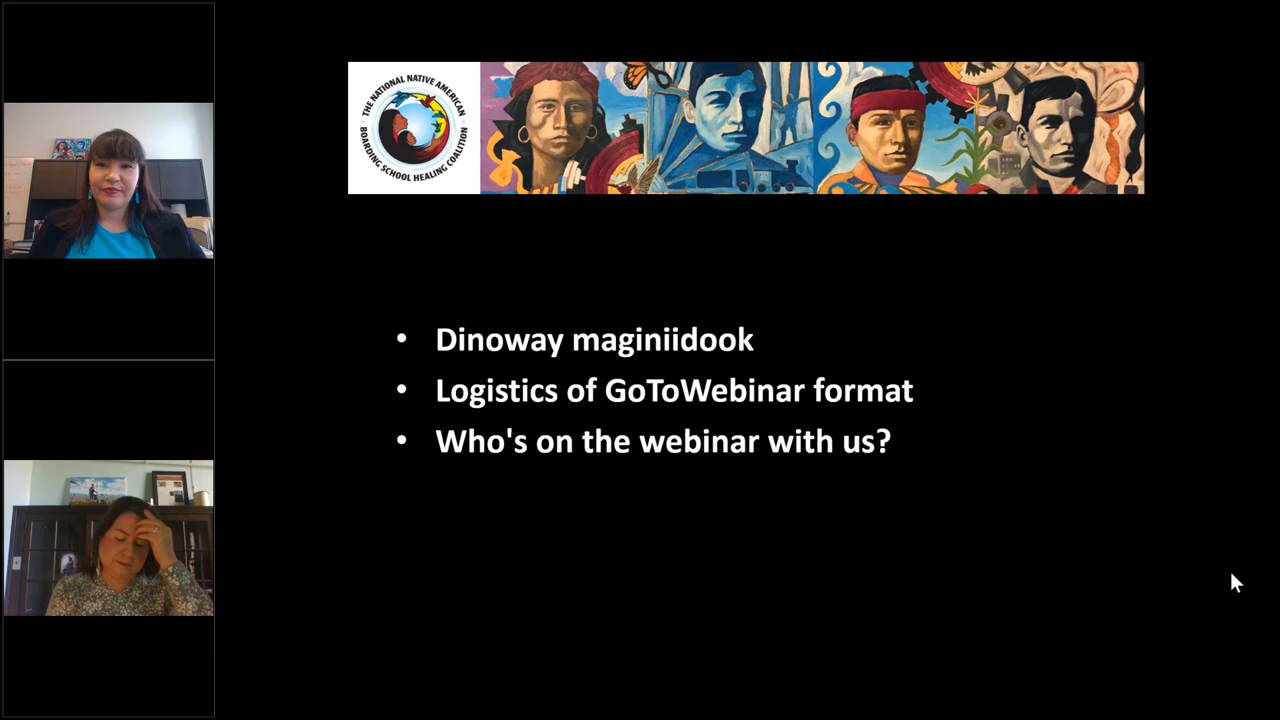 THE NATIONAL NATIVE AMERICAN
BOARDING SCHOOL HEALING COALITION
• Dinoway maginiidook
• Logistics of GoToWebinar format
• Who's on the webinar with us?